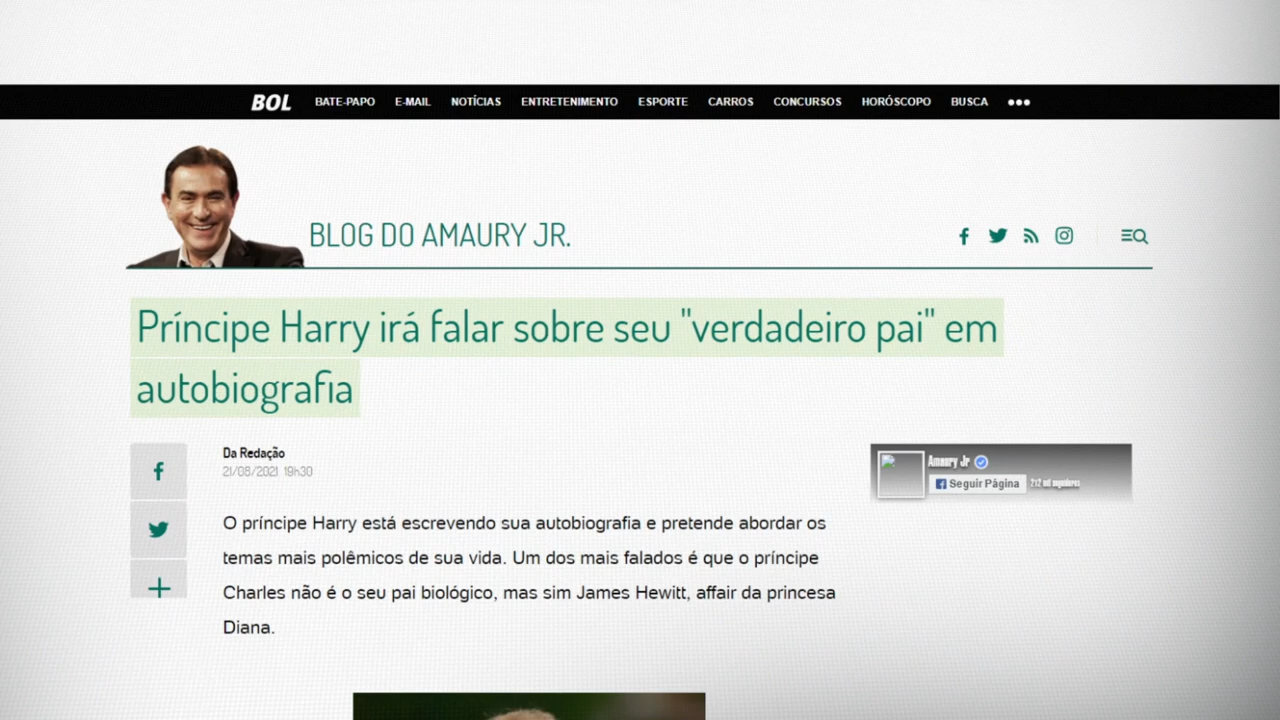 BOL BATE-PAPO E-MAIL NOTÍCIAS ENTRETENIMENTO ESPORTE CARROS CONCURSOS HORÓSCOPO BUSCA
BLOG DO AMAURY JR.
Príncipe Harry irá falar sobre seu "verdadeiro pai" em
autobiografia
Da Redação
21/08/2021 19h30
Amaury Jr
Seguir Página 212 mil seguidores
O príncipe Harry está escrevendo sua autobiografia e pretende abordar os
temas mais polêmicos de sua vida. Um dos mais falados é que o príncipe
Charles não é o seu pai biológico, mas sim James Hewitt, affair da princesa
Diana.